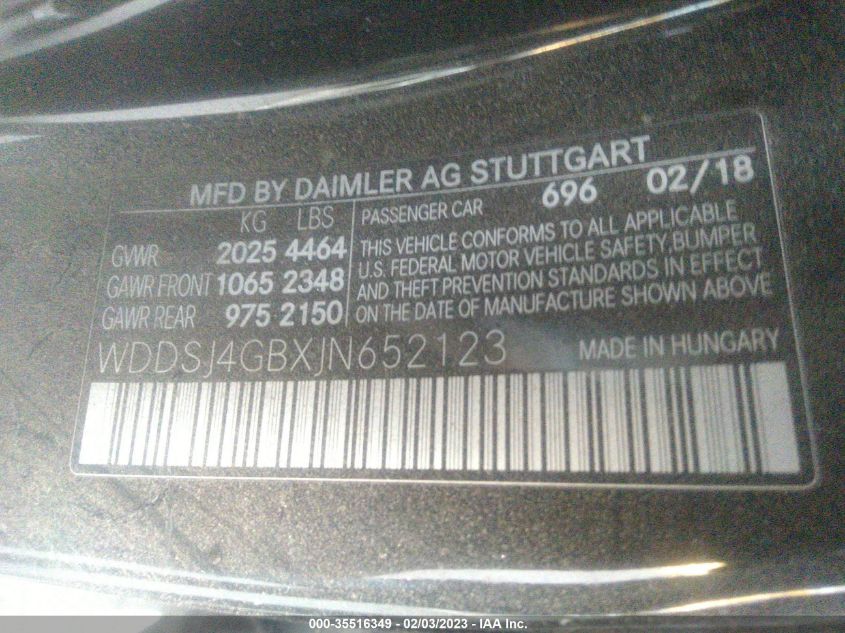 MFD BY DAIMLER AG STUTTGART
KG LBS
GVWR 2025 4464
GAWR FRONT 1065 2348
GAWR REAR 975 2150
PASSENGER CAR 696 02/18
THIS VEHICLE CONFORMS TO ALL APPLICABLE
U.S. FEDERAL MOTOR VEHICLE SAFETY,BUMPER
AND THEFT PREVENTION STANDARDS IN EFFECT
ON THE DATE OF MANUFACTURE SHOWN ABOVE
WDDSJ4GBXJN652123 MADE IN HUNGARY
000-35516349 — 02/03/2023 — IAA Inc.